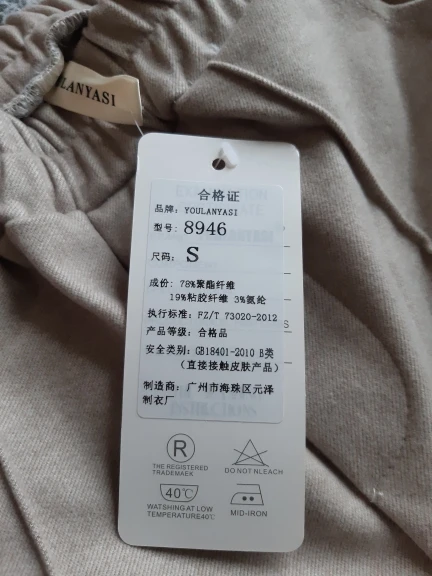 LANYASI
合格证
品牌: YOULANYASI
型号: 8946
尺码: S
成份: 78%聚酯纤维
19%粘胶纤维 3%氨纶
执行标准: FZ/T 73020-2012
产品等级: 合格品
安全类别: GB18401-2010 B类
(直接接触皮肤产品)
制造商: 广州市海珠区元泽
制衣厂
S
R
THE REGISTERED
TRADEMAEK
DO NOT NLEACH
40℃
WATSHING AT LOW
TEMPERATURE40℃
MID-IRON